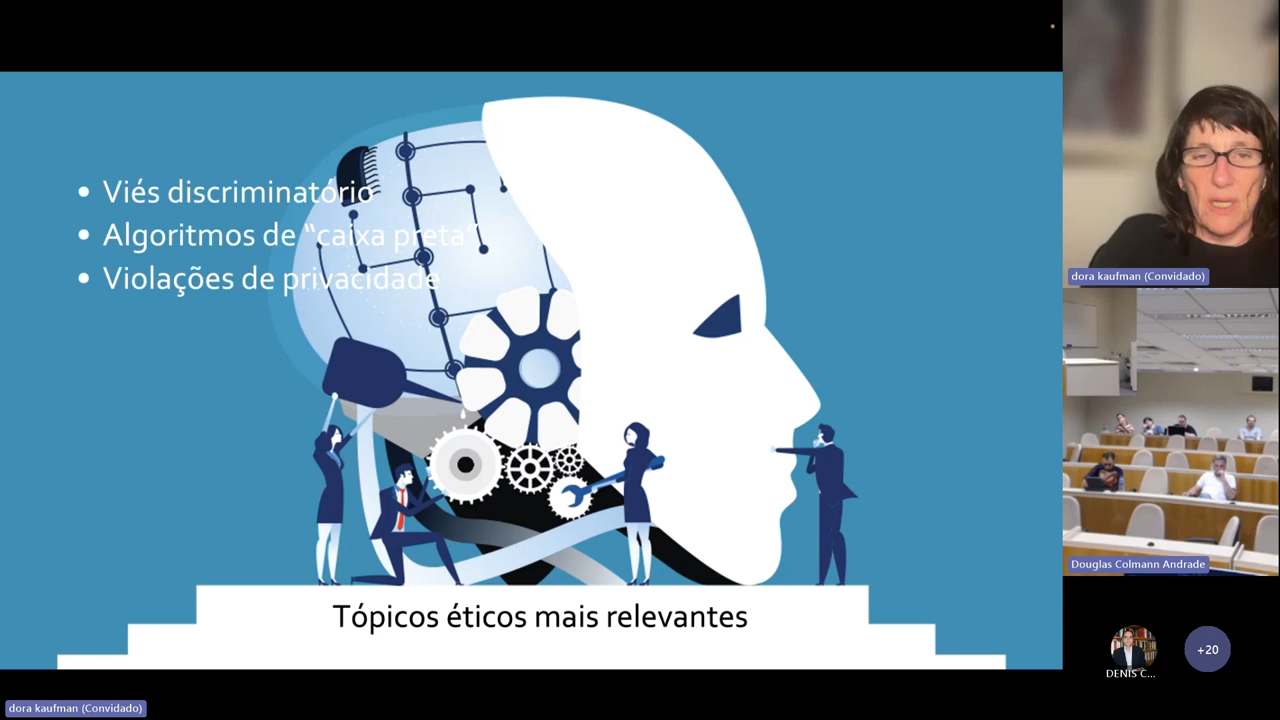 • Viés discriminatório
• Algoritmos de “caixa preta”
• Violações de privacidade
Tópicos éticos mais relevantes
dora kaufman (Convidado)
dora kaufman (Convidado)
Douglas Colmann Andrade
DENIS C...
+20